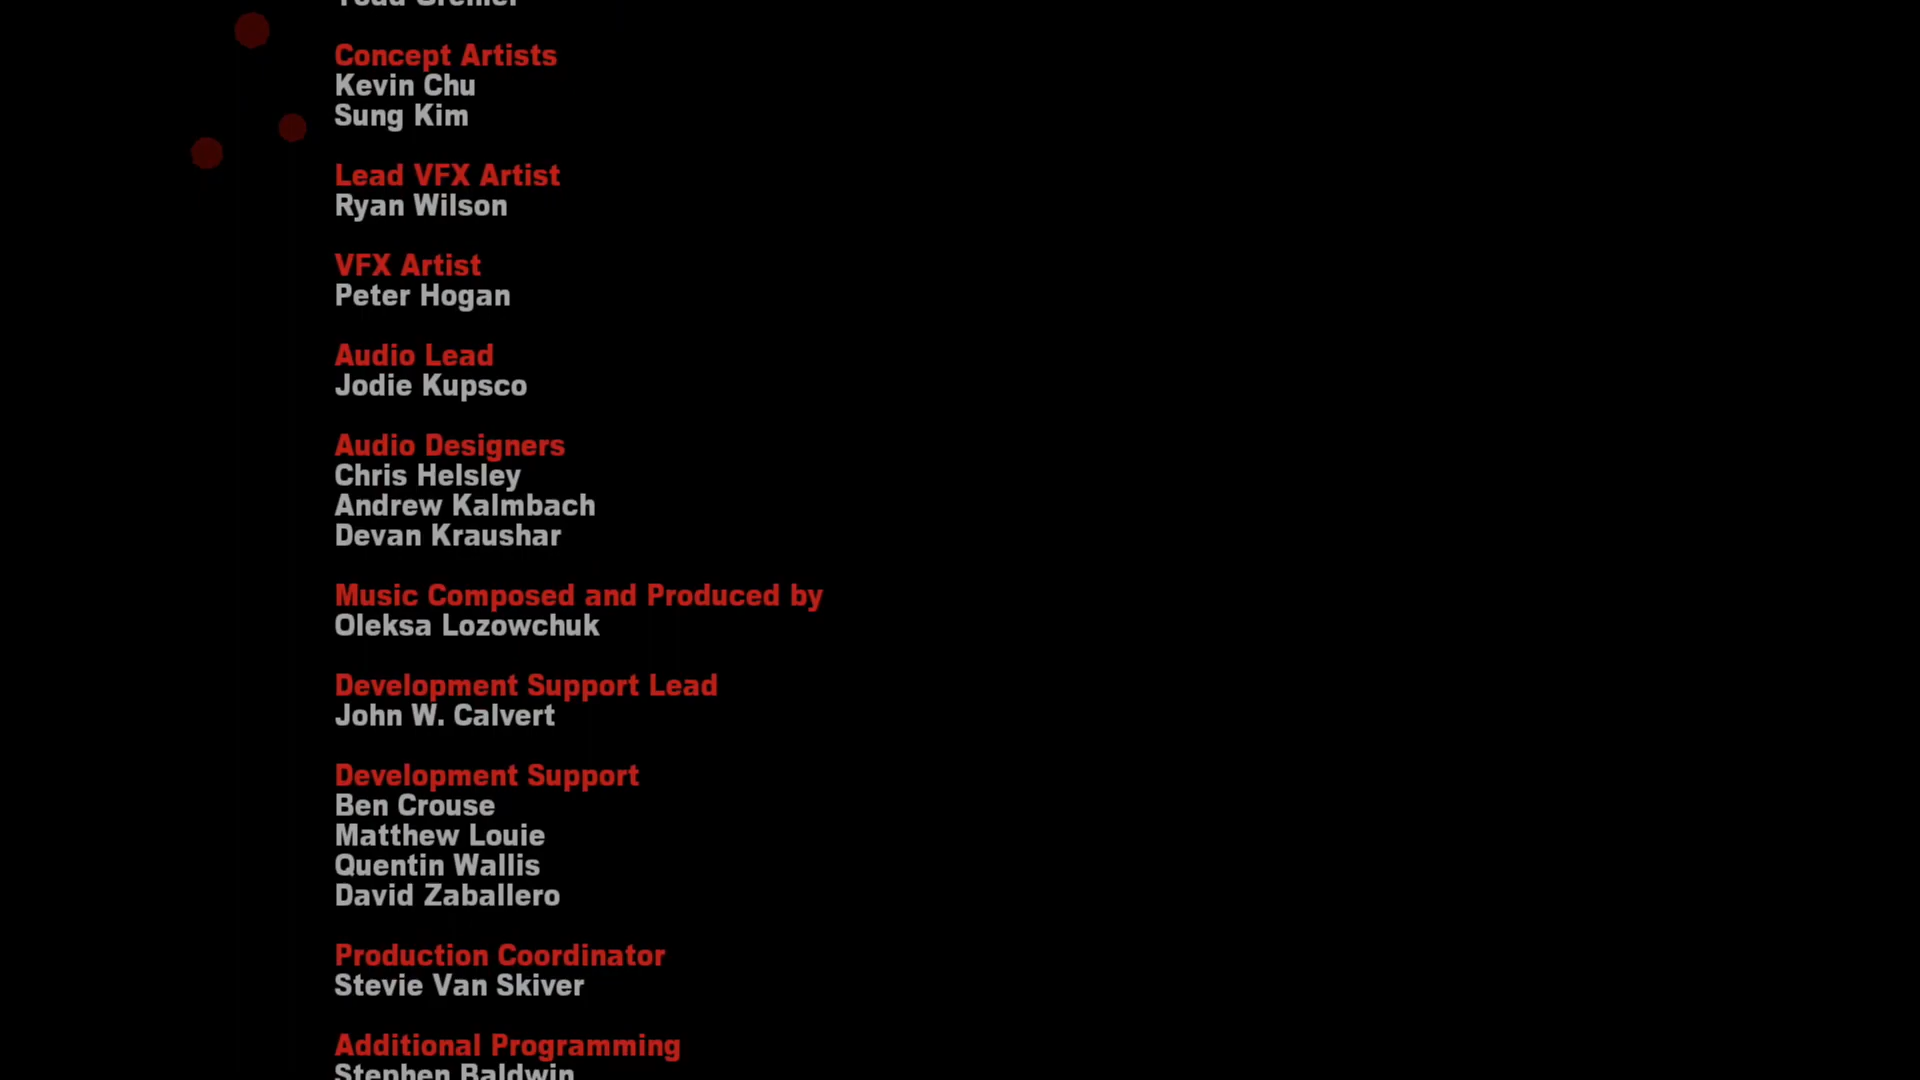 Concept Artists
Kevin Chu
Sung Kim
Lead VFX Artist
Ryan Wilson
VFX Artist
Peter Hogan
Audio Lead
Jodie Kupsco
Audio Designers
Chris Helsley
Andrew Kalmbach
Devan Kraushar
Music Composed and Produced by
Oleksa Lozowchuk
Development Support Lead
John W. Calvert
Development Support
Ben Crouse
Matthew Louie
Quentin Wallis
David Zaballero
Production Coordinator
Stevie Van Skiver
Additional Programming
Stephen Baldwin